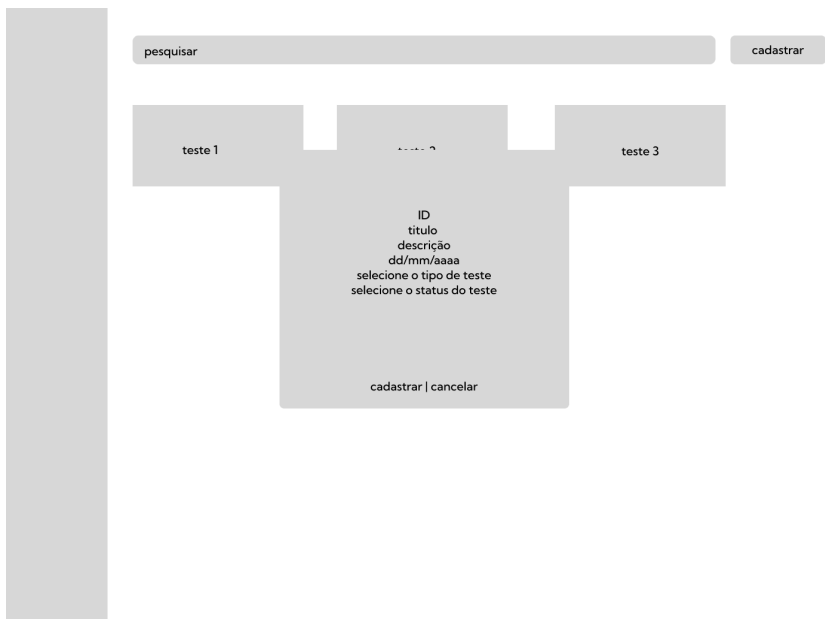 pesquisar
cadastrar
teste 1
teste 3
ID
titulo
descrição
dd/mm/aaaa
selecione o tipo de teste
selecione o status do teste
cadastrar | cancelar